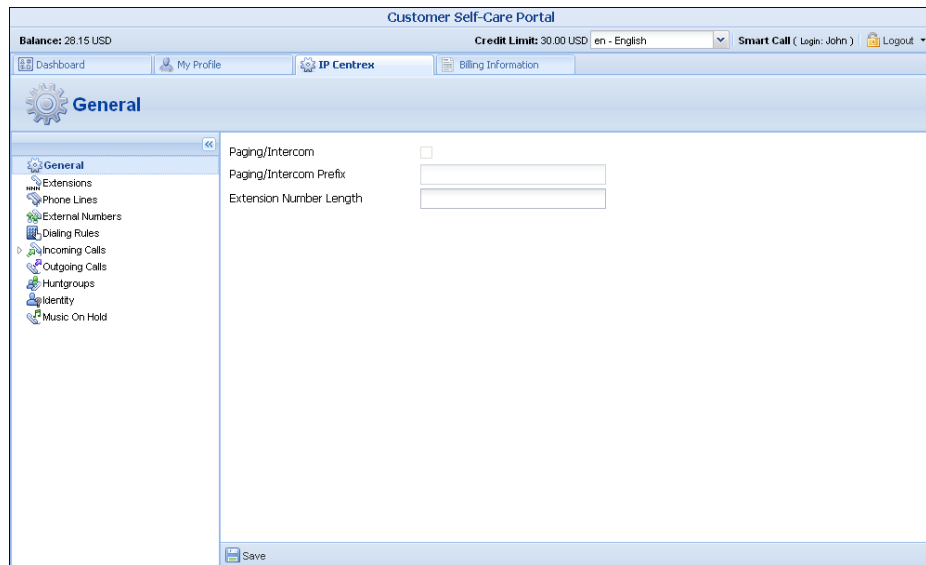 Customer Self-Care Portal
Balance: 28.15 USD
Credit Limit: 30.00 USD en - English Smart Call ( Login: John ) Logout
Dashboard My Profile IP Centrex Billing Information
General
General
Extensions
Phone Lines
External Numbers
Dialing Rules
Incoming Calls
Outgoing Calls
Huntgroups
Identity
Music On Hold
Paging/Intercom
Paging/Intercom Prefix
Extension Number Length
Save